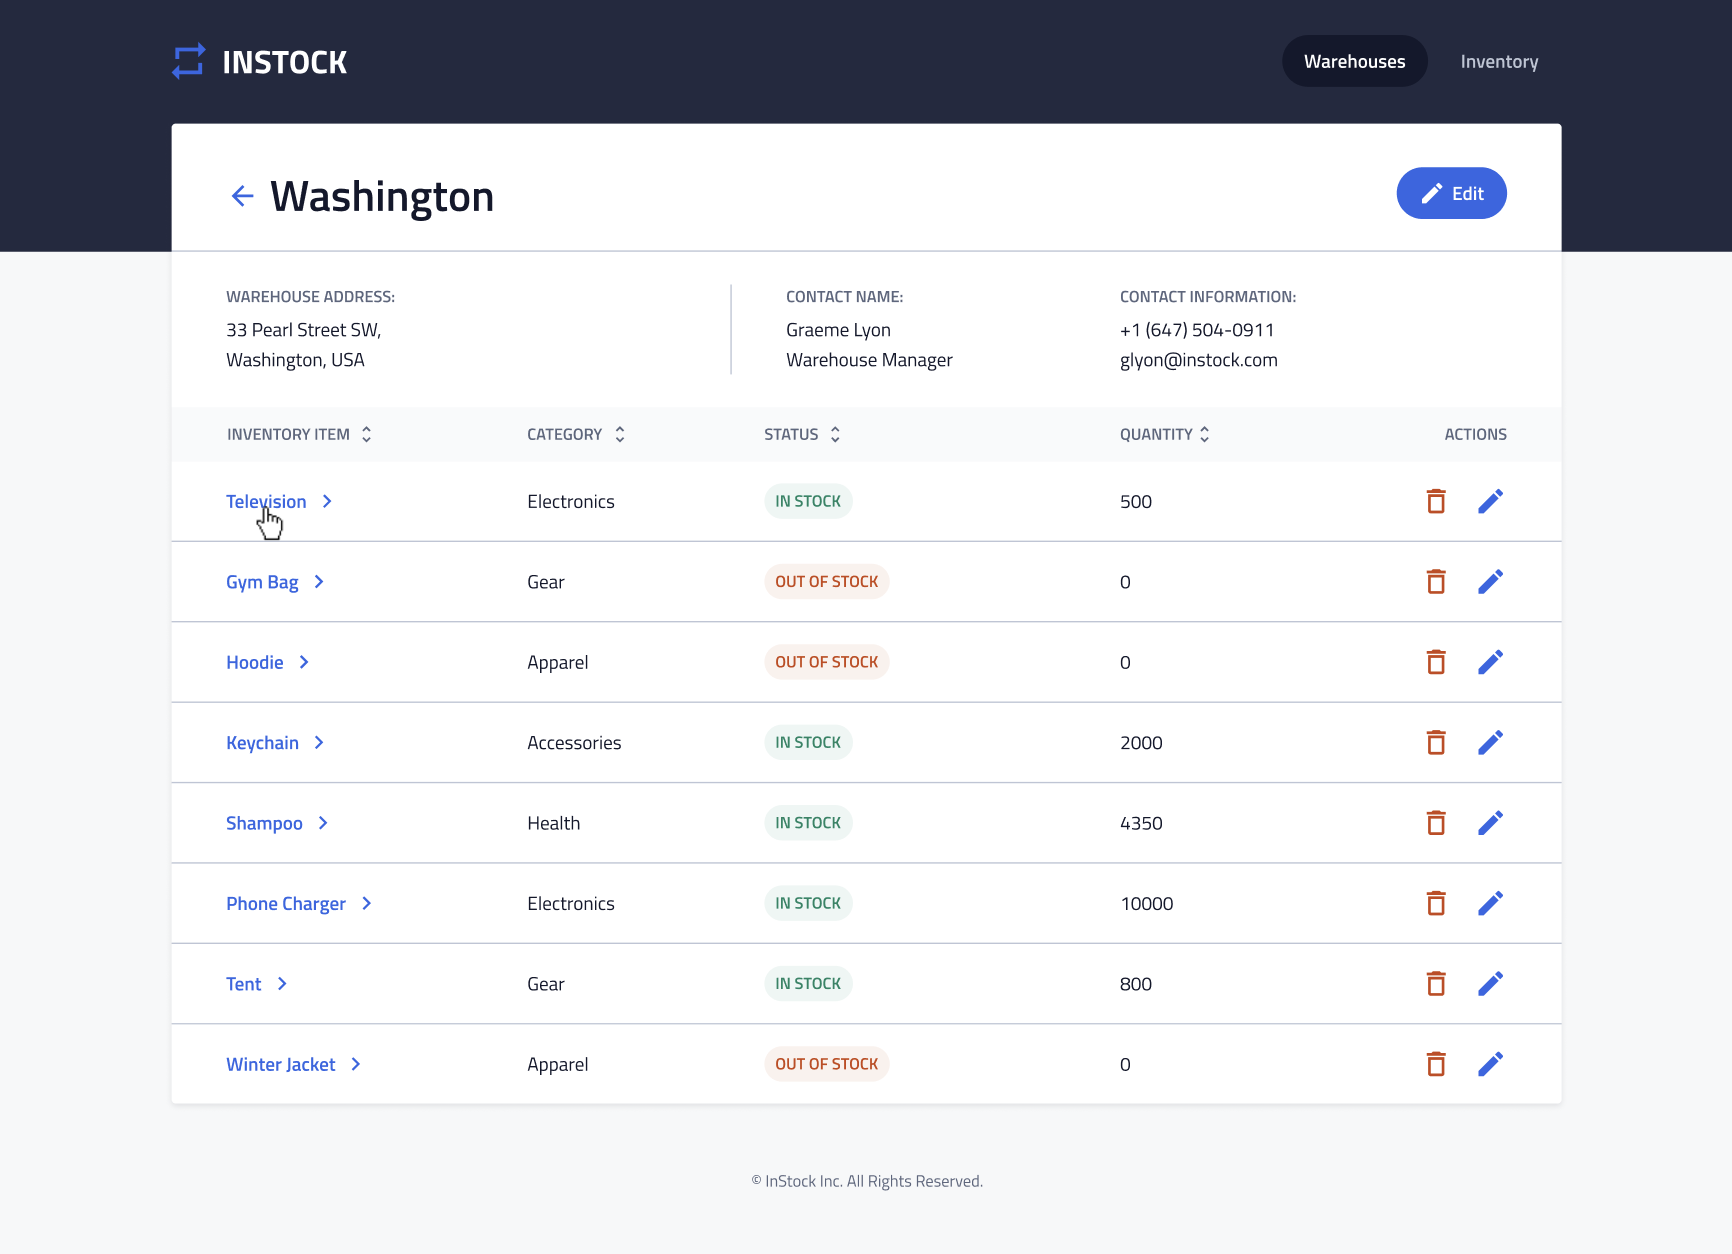 INSTOCK
Warehouses Inventory
Washington
Edit
WAREHOUSE ADDRESS: CONTACT NAME: CONTACT INFORMATION:
33 Pearl Street SW, Graeme Lyon +1 (647) 504-0911
Washington, USA Warehouse Manager glyon@instock.com
INVENTORY ITEM CATEGORY STATUS QUANTITY ACTIONS
Television Electronics IN STOCK 500
Gym Bag Gear OUT OF STOCK 0
Hoodie Apparel OUT OF STOCK 0
Keychain Accessories IN STOCK 2000
Shampoo Health IN STOCK 4350
Phone Charger Electronics IN STOCK 10000
Tent Gear IN STOCK 800
Winter Jacket Apparel OUT OF STOCK 0
© InStock Inc. All Rights Reserved.